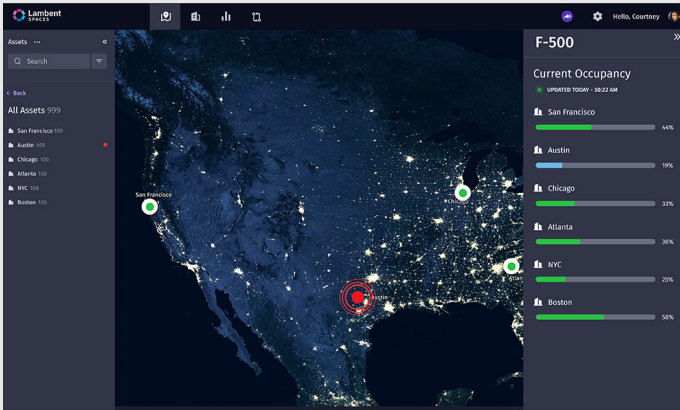 Lambent
SPACES
Hello, Courtney
Assets ...
Search
Back
All Assets 999
San Francisco 100
Austin 499
Chicago 100
Atlanta 100
NYC 100
Boston 100
San Francisco
Chicago
Austin
Atlan
F-500
Current Occupancy
UPDATED TODAY - 10:22 AM
San Francisco
44%
Austin
19%
Chicago
33%
Atlanta
36%
NYC
25%
Boston
58%